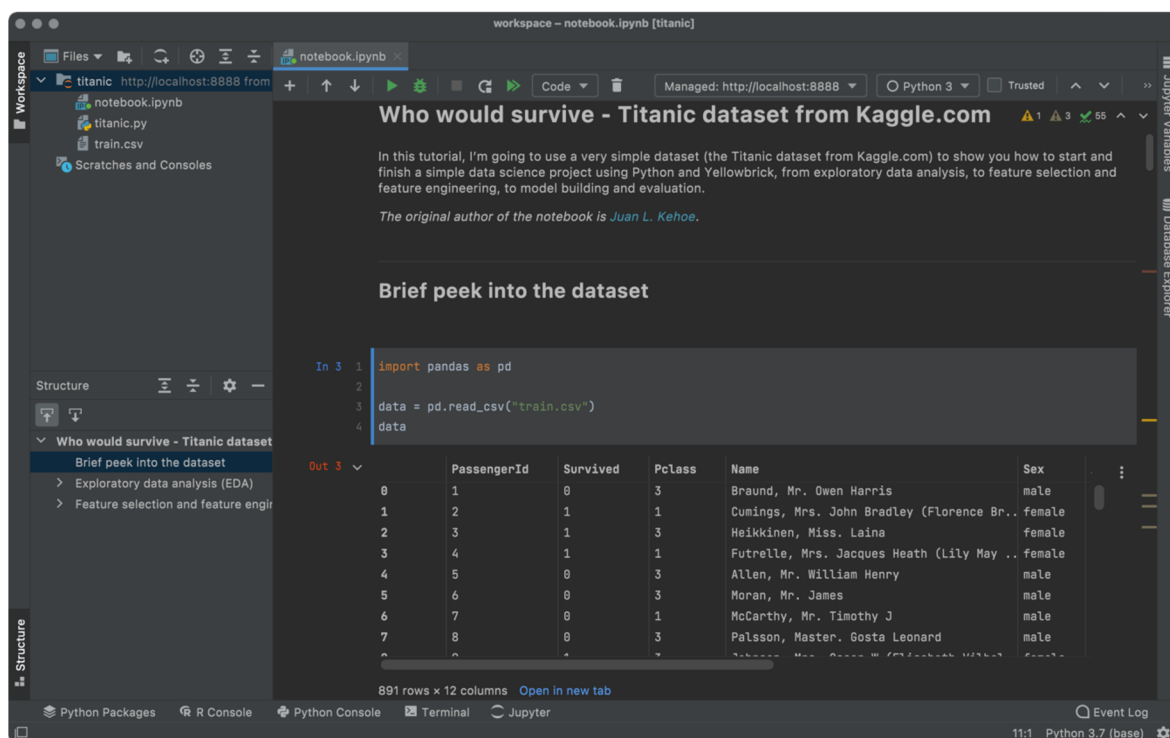 workspace – notebook.ipynb [titanic]
Workspace
Files
notebook.ipynb
titanic http://localhost:8888 from
notebook.ipynb
titanic.py
train.csv
Scratches and Consoles
Code
Managed: http://localhost:8888
Python 3
Trusted
Jupyter Variables
Database Explorer
Who would survive - Titanic dataset from Kaggle.com
1 3 55
In this tutorial, I'm going to use a very simple dataset (the Titanic dataset from Kaggle.com) to show you how to start and
finish a simple data science project using Python and Yellowbrick, from exploratory data analysis, to feature selection and
feature engineering, to model building and evaluation.
The original author of the notebook is Juan L. Kehoe.
Brief peek into the dataset
Structure
Who would survive - Titanic dataset
Brief peek into the dataset
Exploratory data analysis (EDA)
Feature selection and feature engir
In 3
1 import pandas as pd
2
3 data = pd.read_csv("train.csv")
4 data
Out 3
PassengerId Survived Pclass Name Sex
0 1 0 3 Braund, Mr. Owen Harris male
1 2 1 1 Cumings, Mrs. John Bradley (Florence Br.. female
2 3 1 3 Heikkinen, Miss. Laina female
3 4 1 1 Futrelle, Mrs. Jacques Heath (Lily May .. female
4 5 0 3 Allen, Mr. William Henry male
5 6 0 3 Moran, Mr. James male
6 7 0 1 McCarthy, Mr. Timothy J male
7 8 0 3 Palsson, Master. Gosta Leonard male
891 rows × 12 columns Open in new tab
Structure
Python Packages
R Console
Python Console
Terminal
Jupyter
Event Log
11:1 Python 3.7 (base)